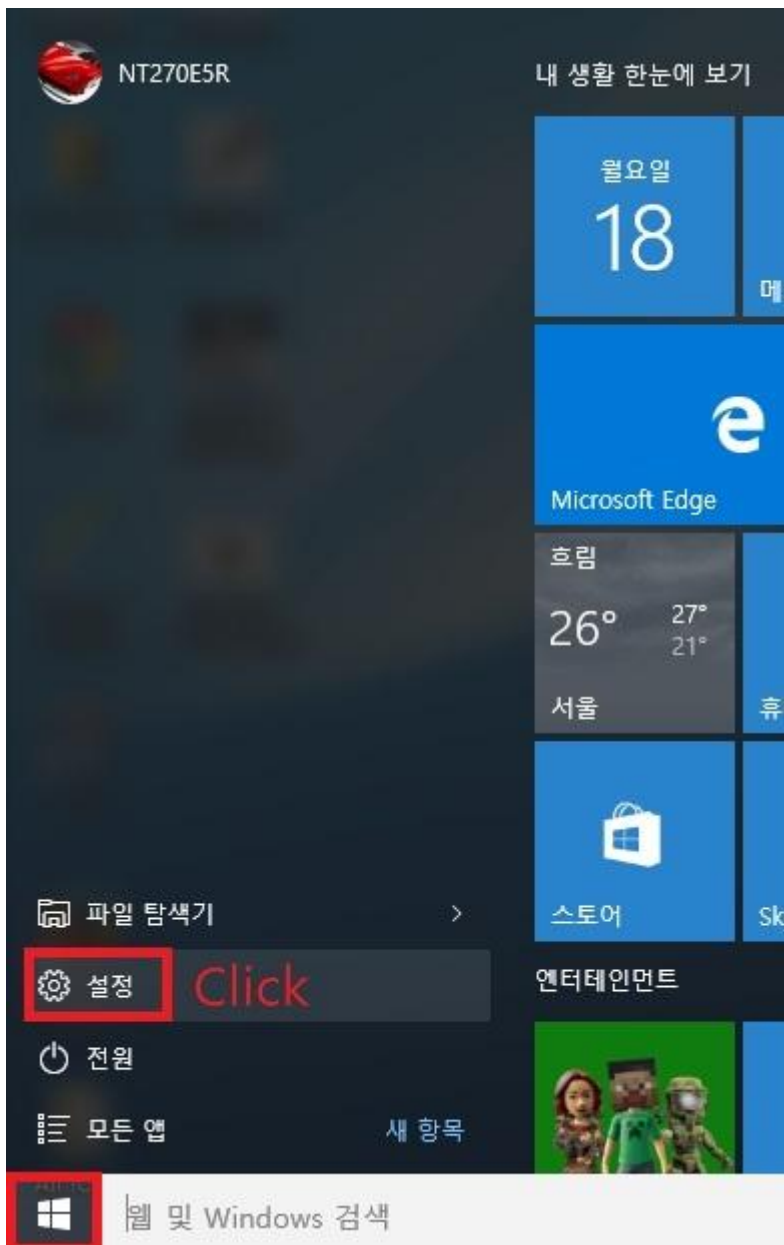 NT270E5R
내 생활 한눈에 보기
월요일
18
메
Microsoft Edge
흐림
26°
27°
21°
서울
휴
스토어
Sk
파일 탐색기
설정
Click
전원
모든 앱
새 항목
엔터테인먼트
웹 및 Windows 검색